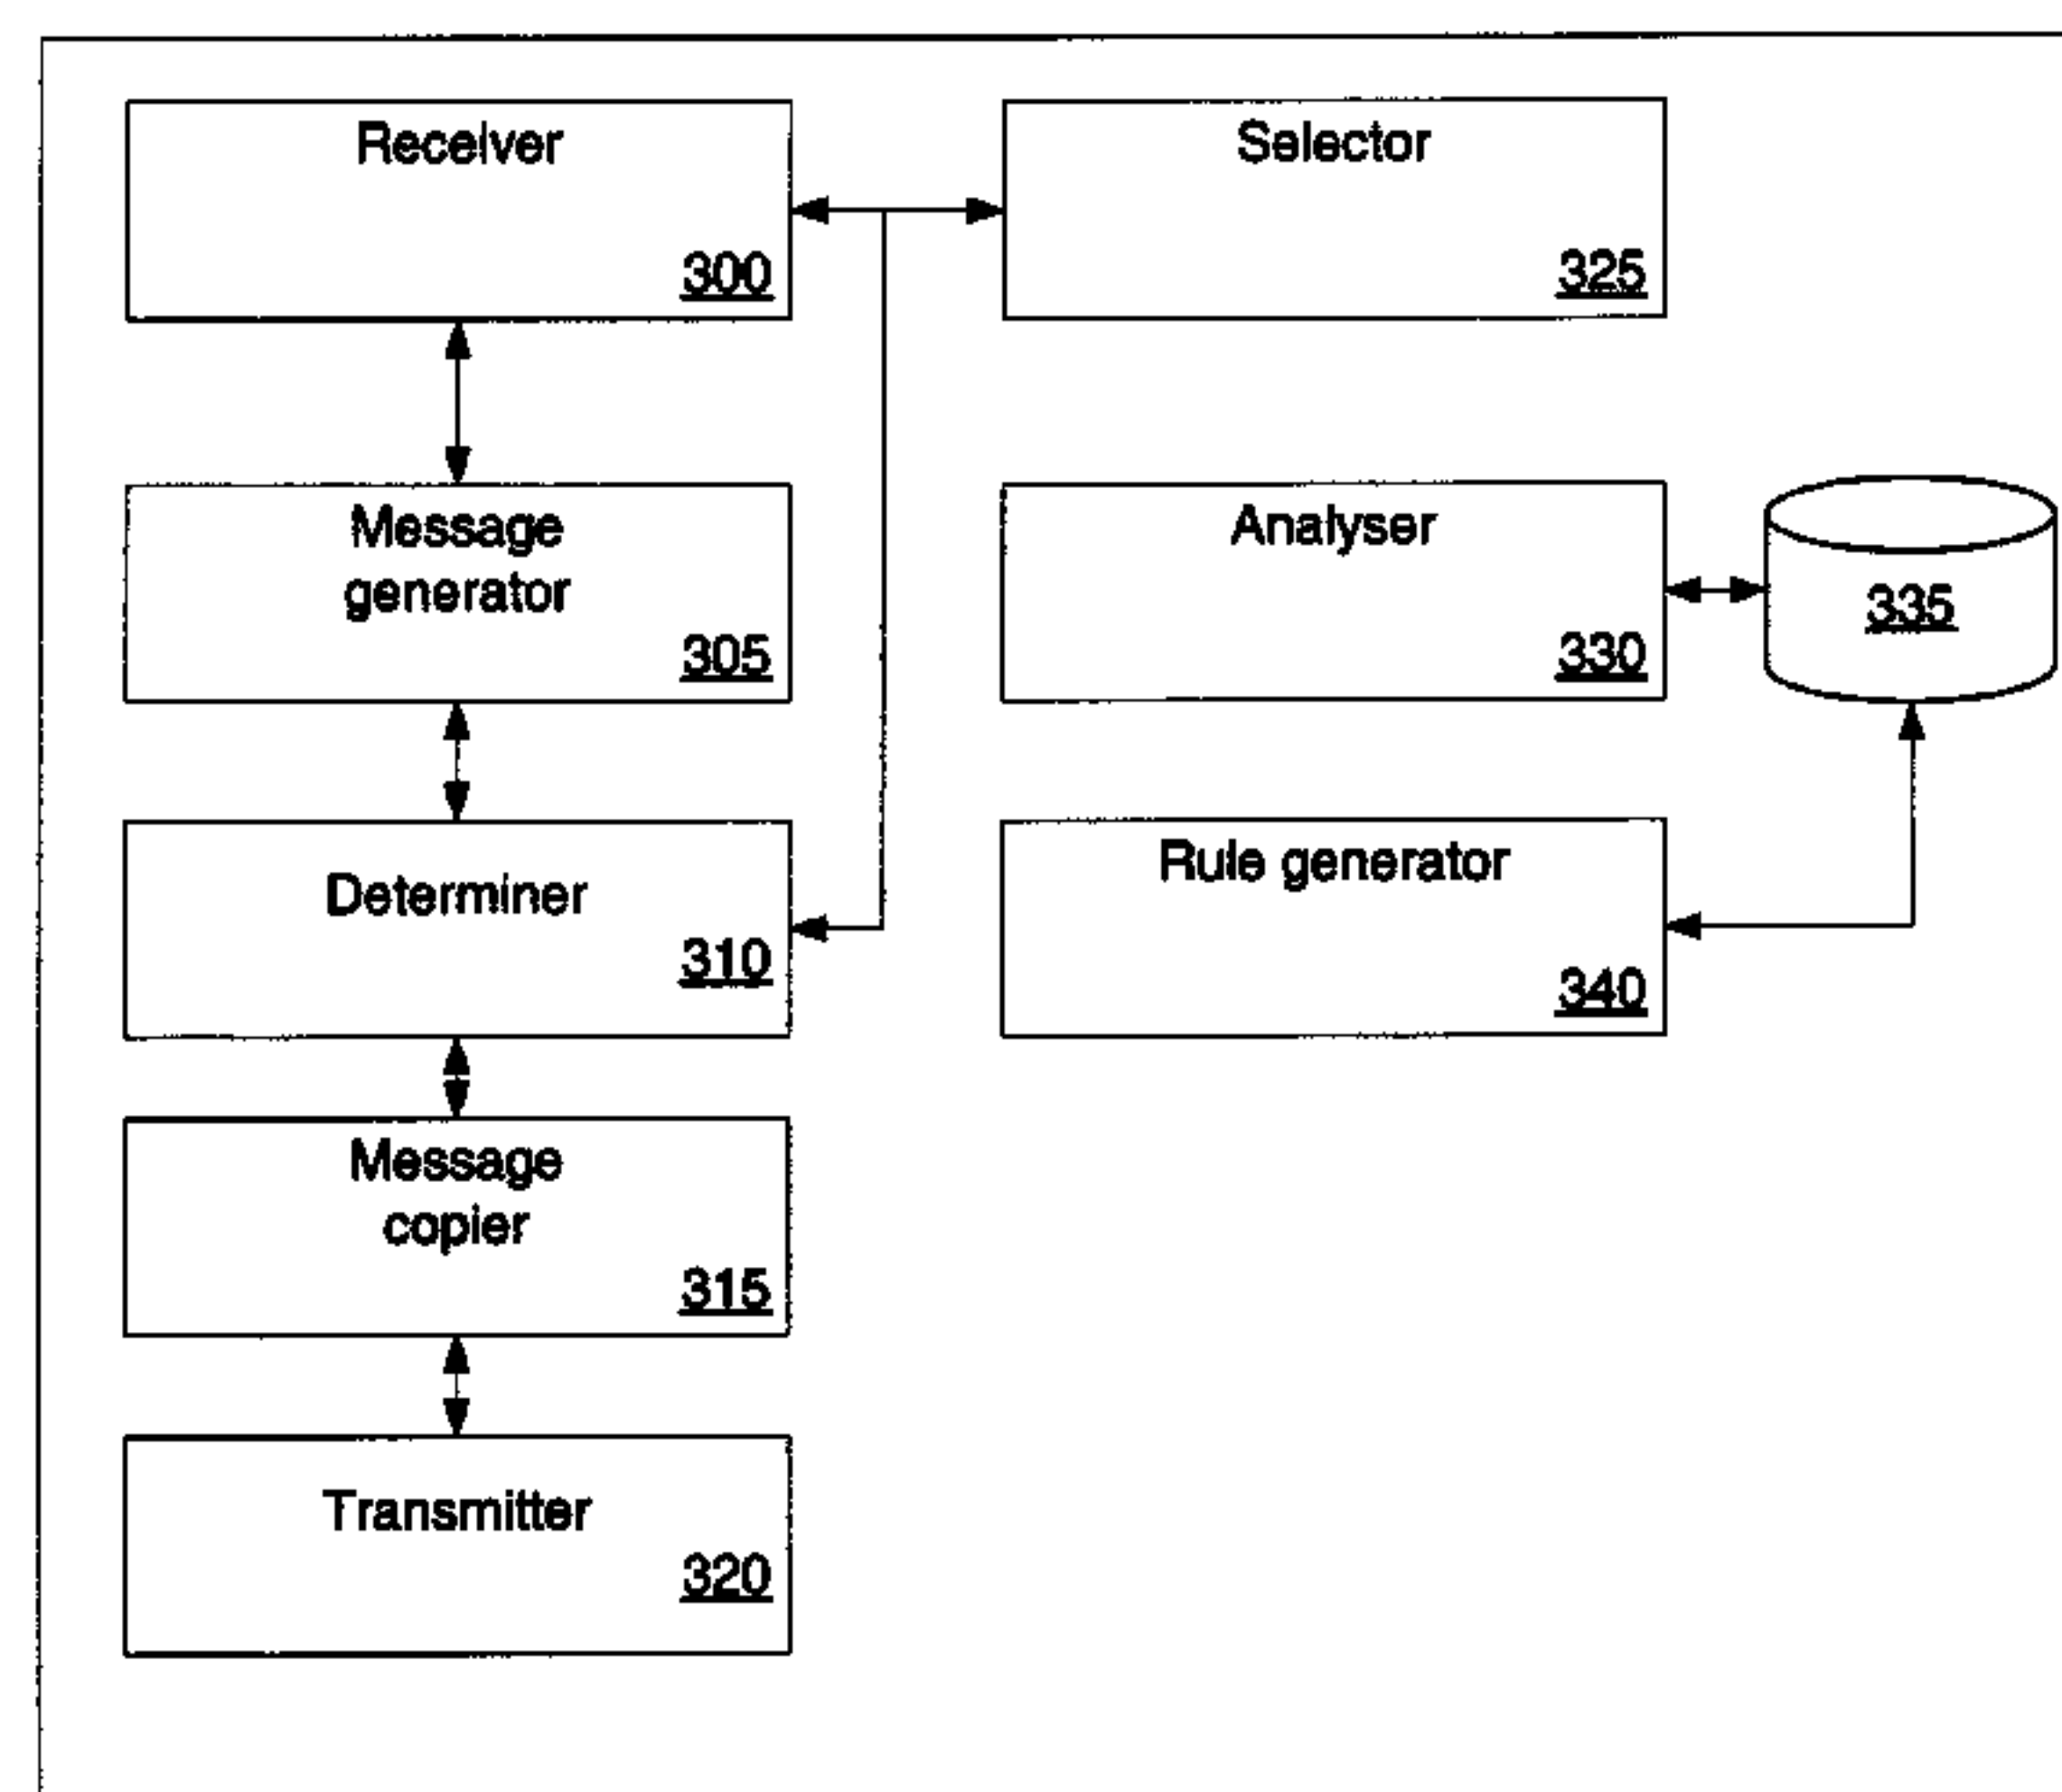 Receiver
300
Selector
325
Message
generator
305
Analyser
330
335
Determiner
310
Rule generator
340
Message
copier
315
Transmitter
320